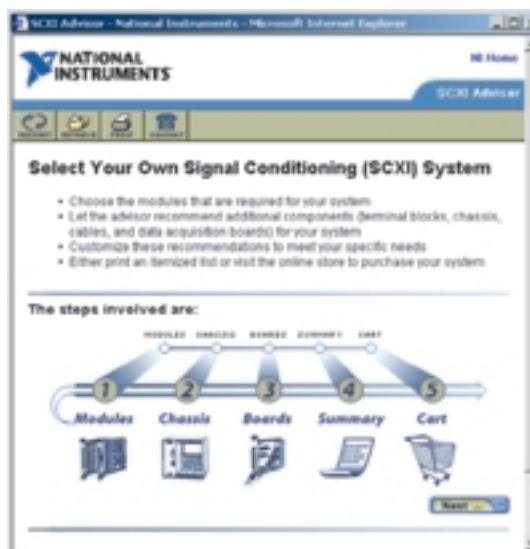 SCXI Advisor - National Instruments - Microsoft Internet Explorer
NATIONAL
INSTRUMENTS
NI Home
SCXI Advisor
RESTART RETRIEVE PRINT CONTACT
Select Your Own Signal Conditioning (SCXI) System
• Choose the modules that are required for your system
• Let the advisor recommend additional components (terminal blocks, chassis,
cables, and data acquisition boards) for your system
• Customize these recommendations to meet your specific needs
• Either print an itemized list or visit the online store to purchase your system
The steps involved are:
MODULES CHASSIS BOARDS SUMMARY CART
1 2 3 4 5
Modules Chassis Boards Summary Cart
Next